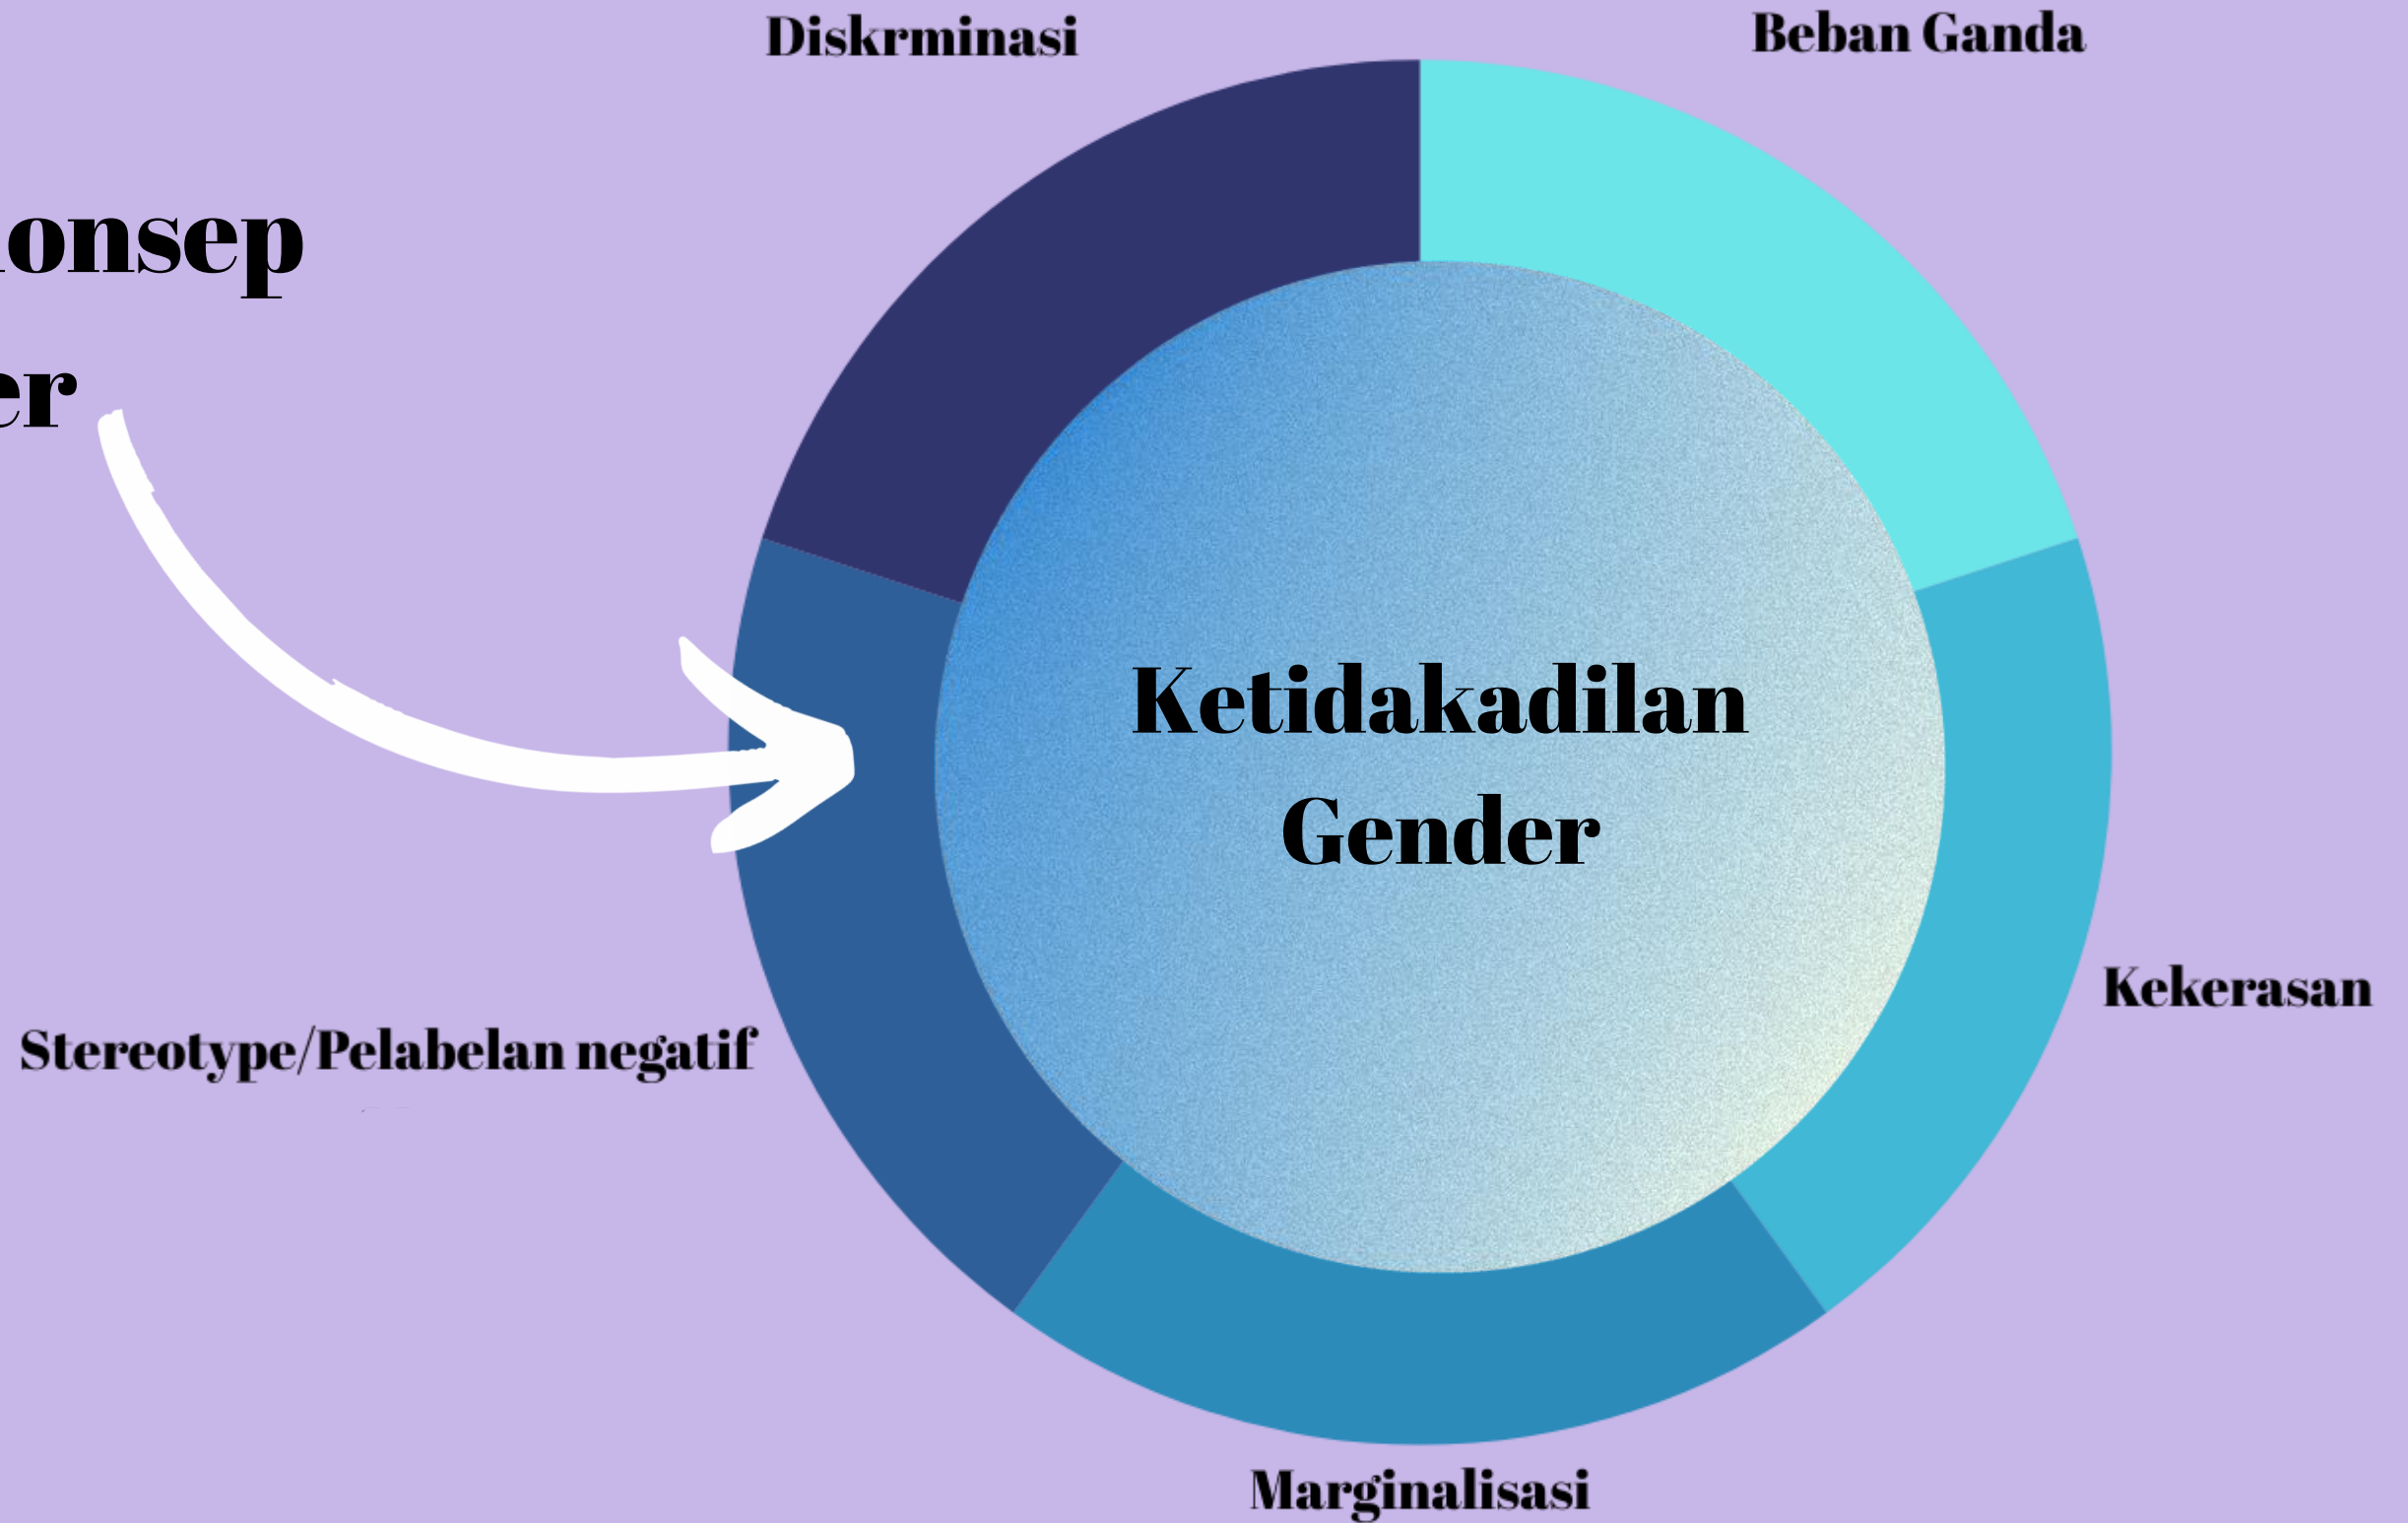 Diskrminasi
Beban Ganda
onsep
er
Ketidakadilan
Gender
Kekerasan
Stereotype/Pelabelan negatif
Marginalisasi